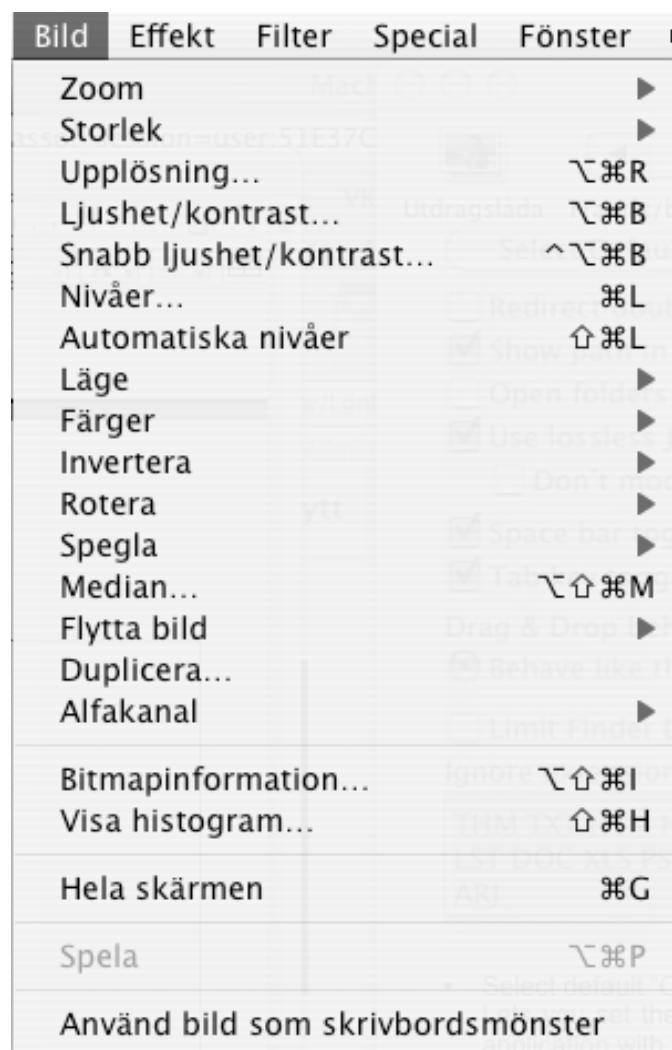 Bild Effekt Filter Special Fönster
Zoom
Storlek
Upplösning... ⌥⌘R
Ljushet/kontrast... ⌥⌘B
Snabb ljushet/kontrast... ^⌥⌘B
Nivåer... ⌘L
Automatiska nivåer ⇧⌘L
Läge
Färger
Invertera
Rotera
Spegla
Median... ⌥⇧⌘M
Flytta bild
Duplicera...
Alfakanal
Bitmapinformation... ⌥⇧⌘I
Visa histogram... ⇧⌘H
Hela skärmen ⌘G
Spela ⌥⌘P
Använd bild som skrivbordsmönster